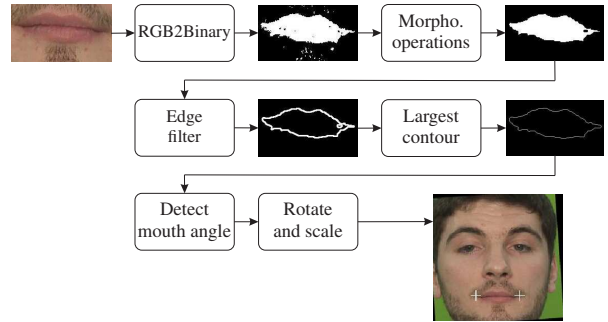 RGB2Binary
Morpho.
operations
Edge
filter
Largest
contour
Detect
mouth angle
Rotate
and scale